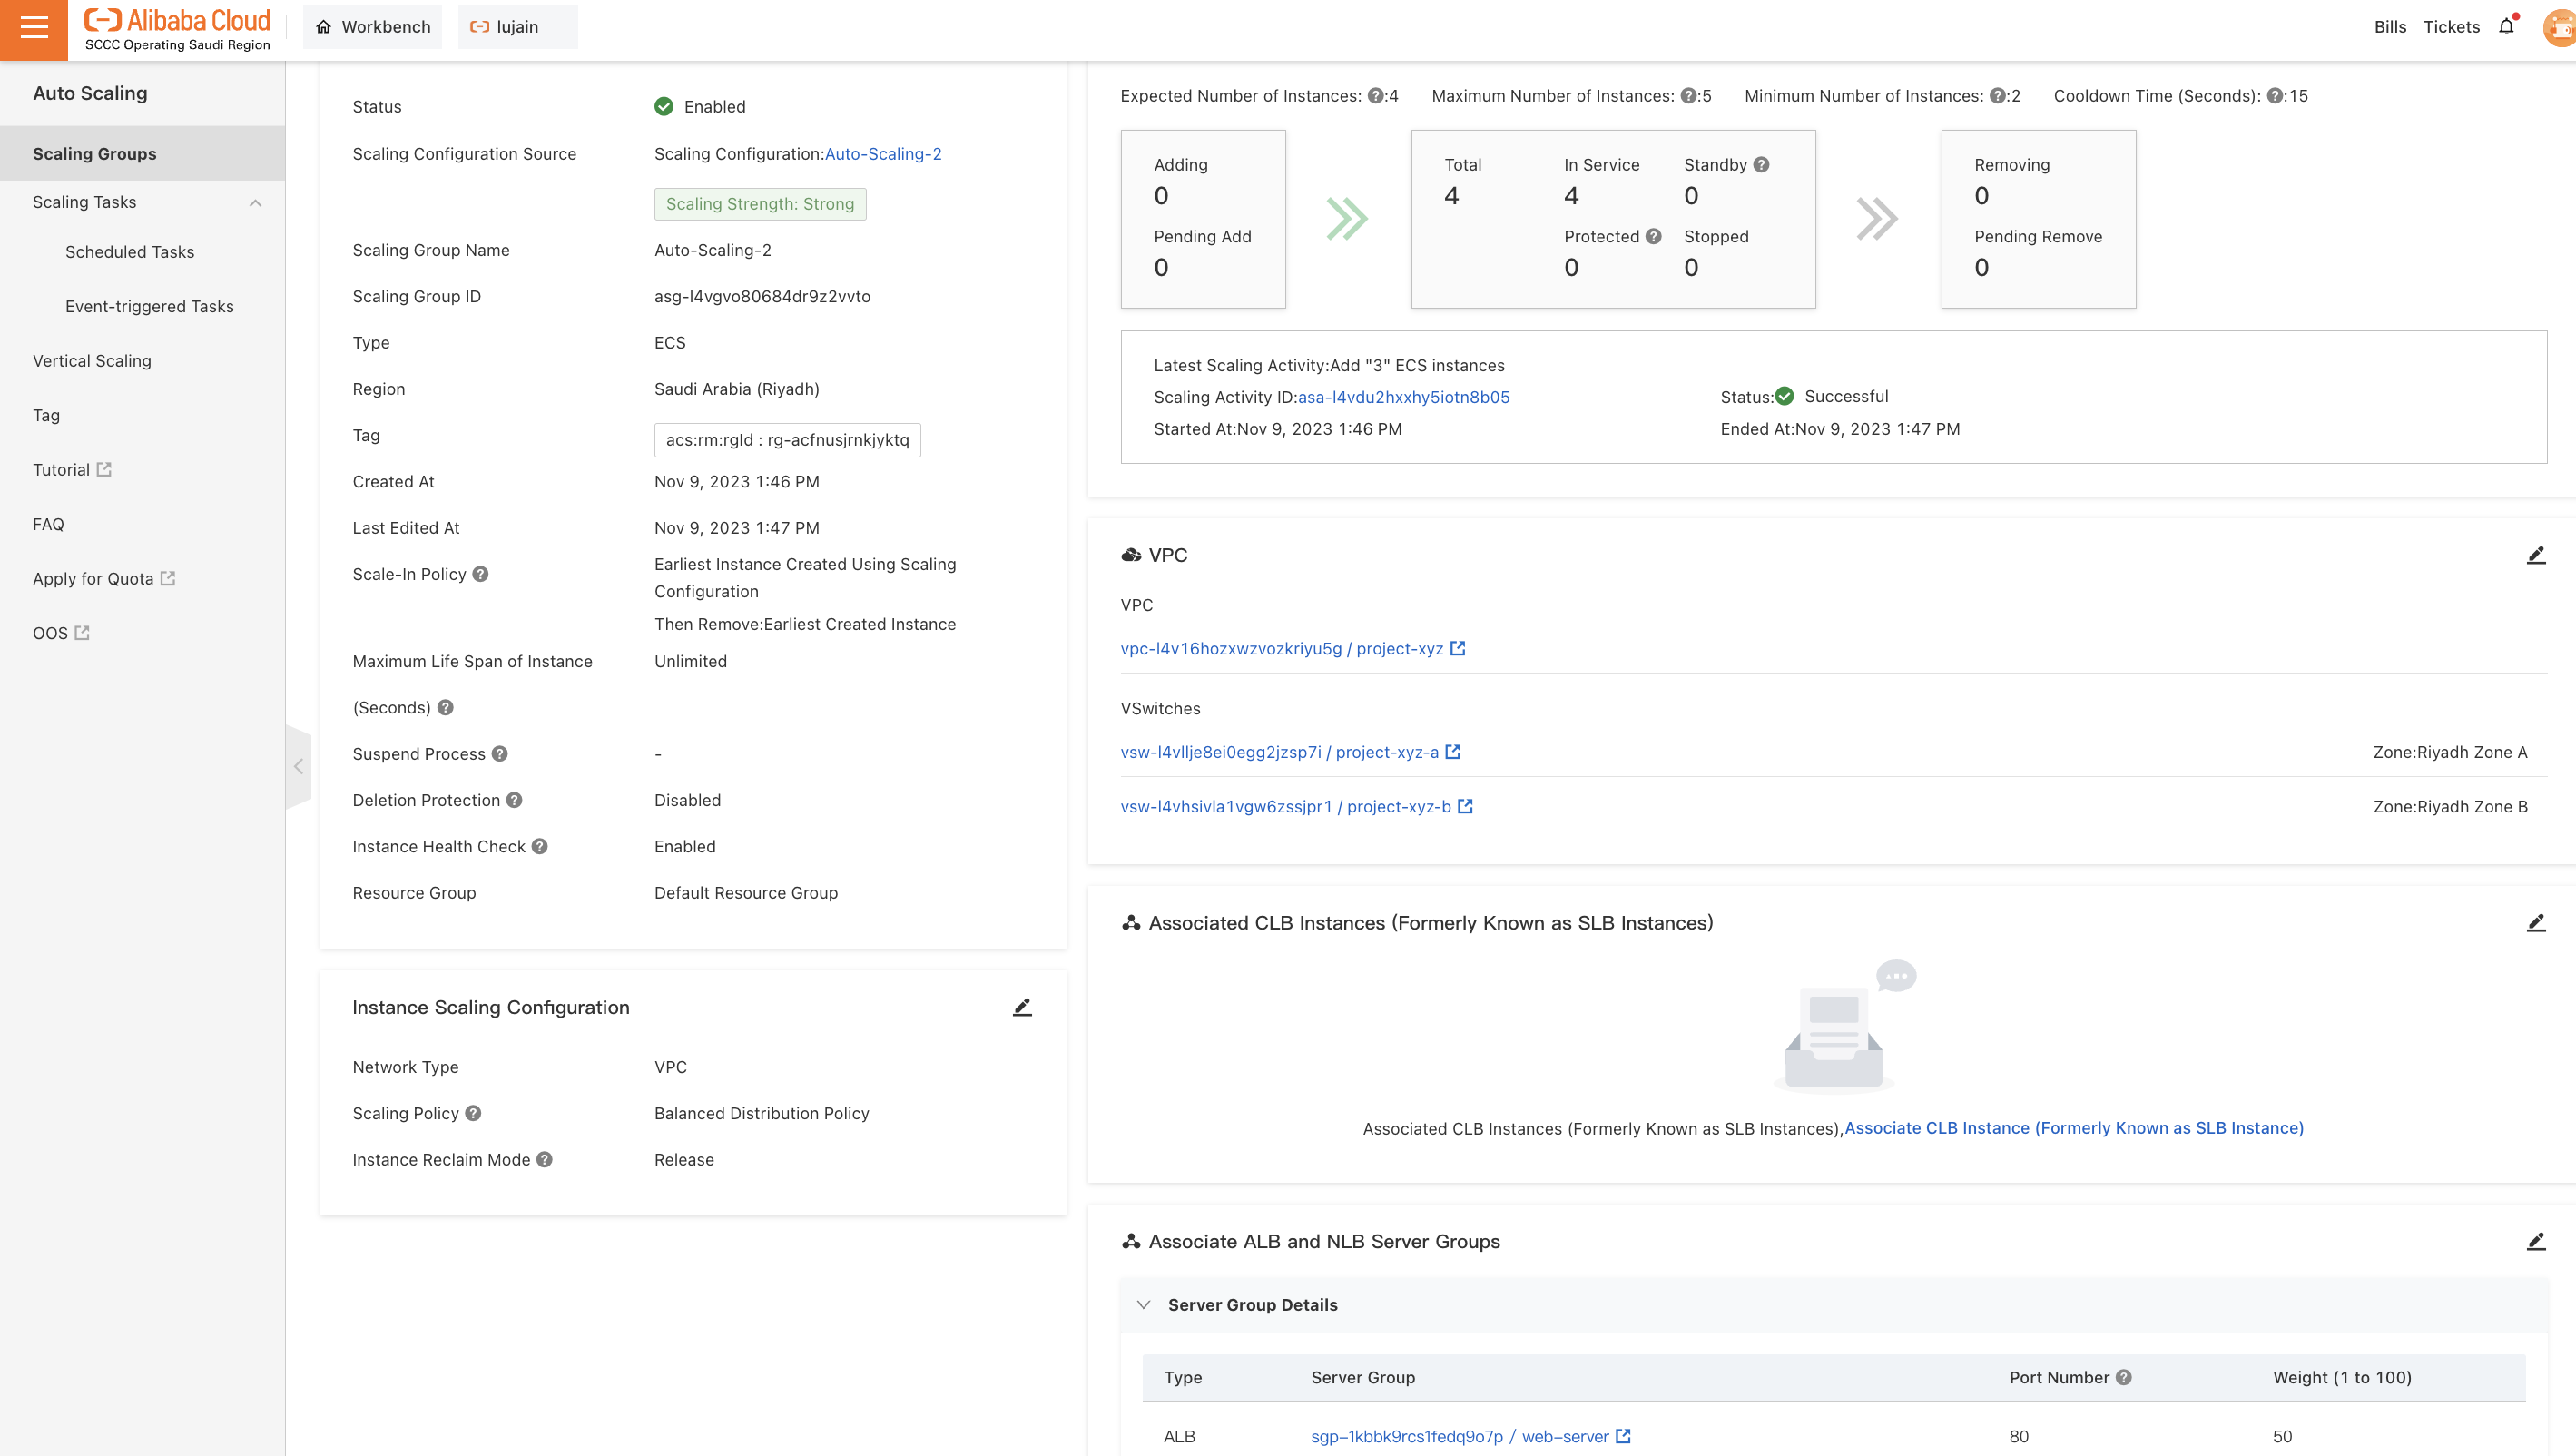 Alibaba Cloud
SCCC Operating Saudi Region
Workbench
lujain
Bills
Tickets
Auto Scaling
Scaling Groups
Scaling Tasks
Scheduled Tasks
Event-triggered Tasks
Vertical Scaling
Tag
Tutorial
FAQ
Apply for Quota
OOS
Status Enabled
Scaling Configuration Source Scaling Configuration:Auto-Scaling-2
Scaling Strength: Strong
Scaling Group Name Auto-Scaling-2
Scaling Group ID asg-l4vgvo80684dr9z2vvto
Type ECS
Region Saudi Arabia (Riyadh)
Tag acs:rm:rgId : rg-acfnusjrnkjyktq
Created At Nov 9, 2023 1:46 PM
Last Edited At Nov 9, 2023 1:47 PM
Scale-In Policy Earliest Instance Created Using Scaling
Configuration
Then Remove:Earliest Created Instance
Maximum Life Span of Instance Unlimited
(Seconds)
Suspend Process -
Deletion Protection Disabled
Instance Health Check Enabled
Resource Group Default Resource Group
Instance Scaling Configuration
Network Type VPC
Scaling Policy Balanced Distribution Policy
Instance Reclaim Mode Release
Expected Number of Instances: :4 Maximum Number of Instances: :5 Minimum Number of Instances: :2 Cooldown Time (Seconds): :15
Adding
0
Pending Add
0
Total In Service Standby
4 4 0
Protected Stopped
0 0
Removing
0
Pending Remove
0
Latest Scaling Activity:Add "3" ECS instances
Scaling Activity ID:asa-l4vdu2hxxhy5iotn8b05 Status: Successful
Started At:Nov 9, 2023 1:46 PM Ended At:Nov 9, 2023 1:47 PM
VPC
VPC
vpc-l4v16hozxwzvozkriyu5g / project-xyz
VSwitches
vsw-l4vllje8ei0egg2jzsp7i / project-xyz-a Zone:Riyadh Zone A
vsw-l4vhsivla1vgw6zssjpr1 / project-xyz-b Zone:Riyadh Zone B
Associated CLB Instances (Formerly Known as SLB Instances)
Associated CLB Instances (Formerly Known as SLB Instances),Associate CLB Instance (Formerly Known as SLB Instance)
Associate ALB and NLB Server Groups
Server Group Details
Type Server Group Port Number Weight (1 to 100)
ALB sgp-1kbbk9rcs1fedq9o7p / web-server 80 50